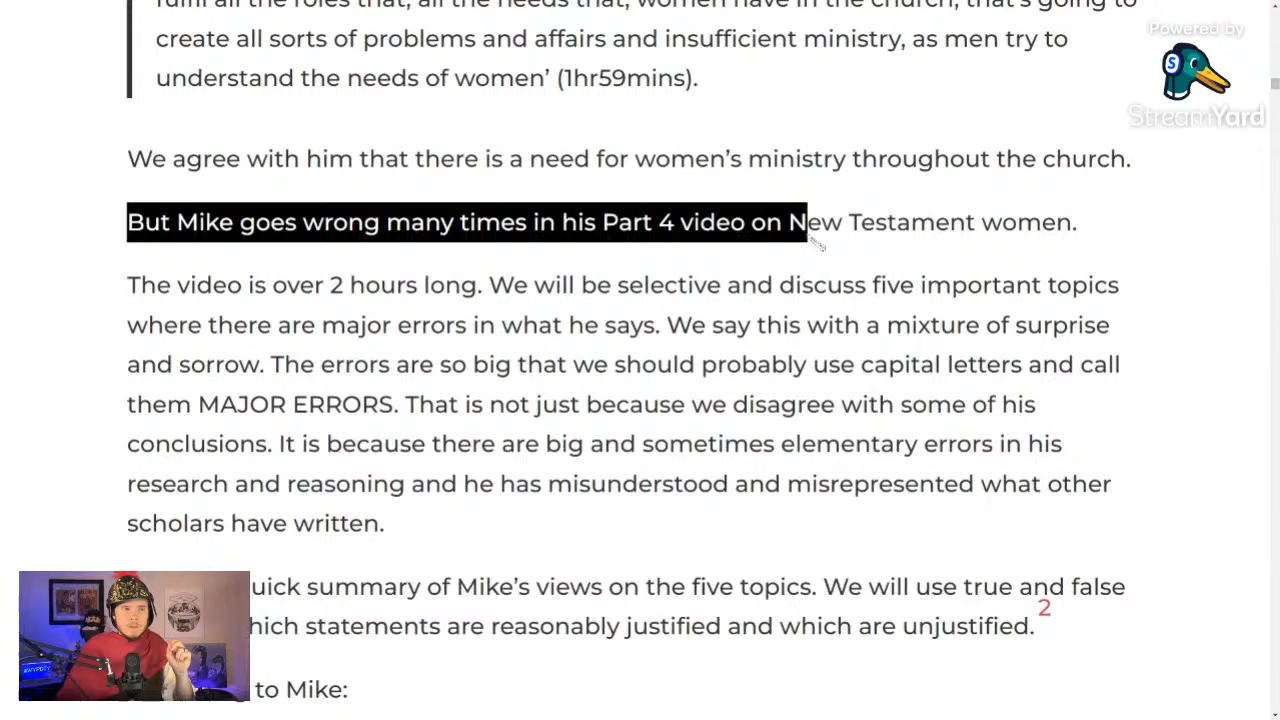 fulfil all the roles that, all the needs that, women have in the church, that's going to
create all sorts of problems and affairs and insufficient ministry, as men try to
understand the needs of women' (1hr59mins).
Powered by
StreamYard
We agree with him that there is a need for women's ministry throughout the church.
But Mike goes wrong many times in his Part 4 video on New Testament women.
The video is over 2 hours long. We will be selective and discuss five important topics
where there are major errors in what he says. We say this with a mixture of surprise
and sorrow. The errors are so big that we should probably use capital letters and call
them MAJOR ERRORS. That is not just because we disagree with some of his
conclusions. It is because there are big and sometimes elementary errors in his
research and reasoning and he has misunderstood and misrepresented what other
scholars have written.
uick summary of Mike's views on the five topics. We will use true and false
hich statements are reasonably justified and which are unjustified.2
to Mike:
#WYPDTY